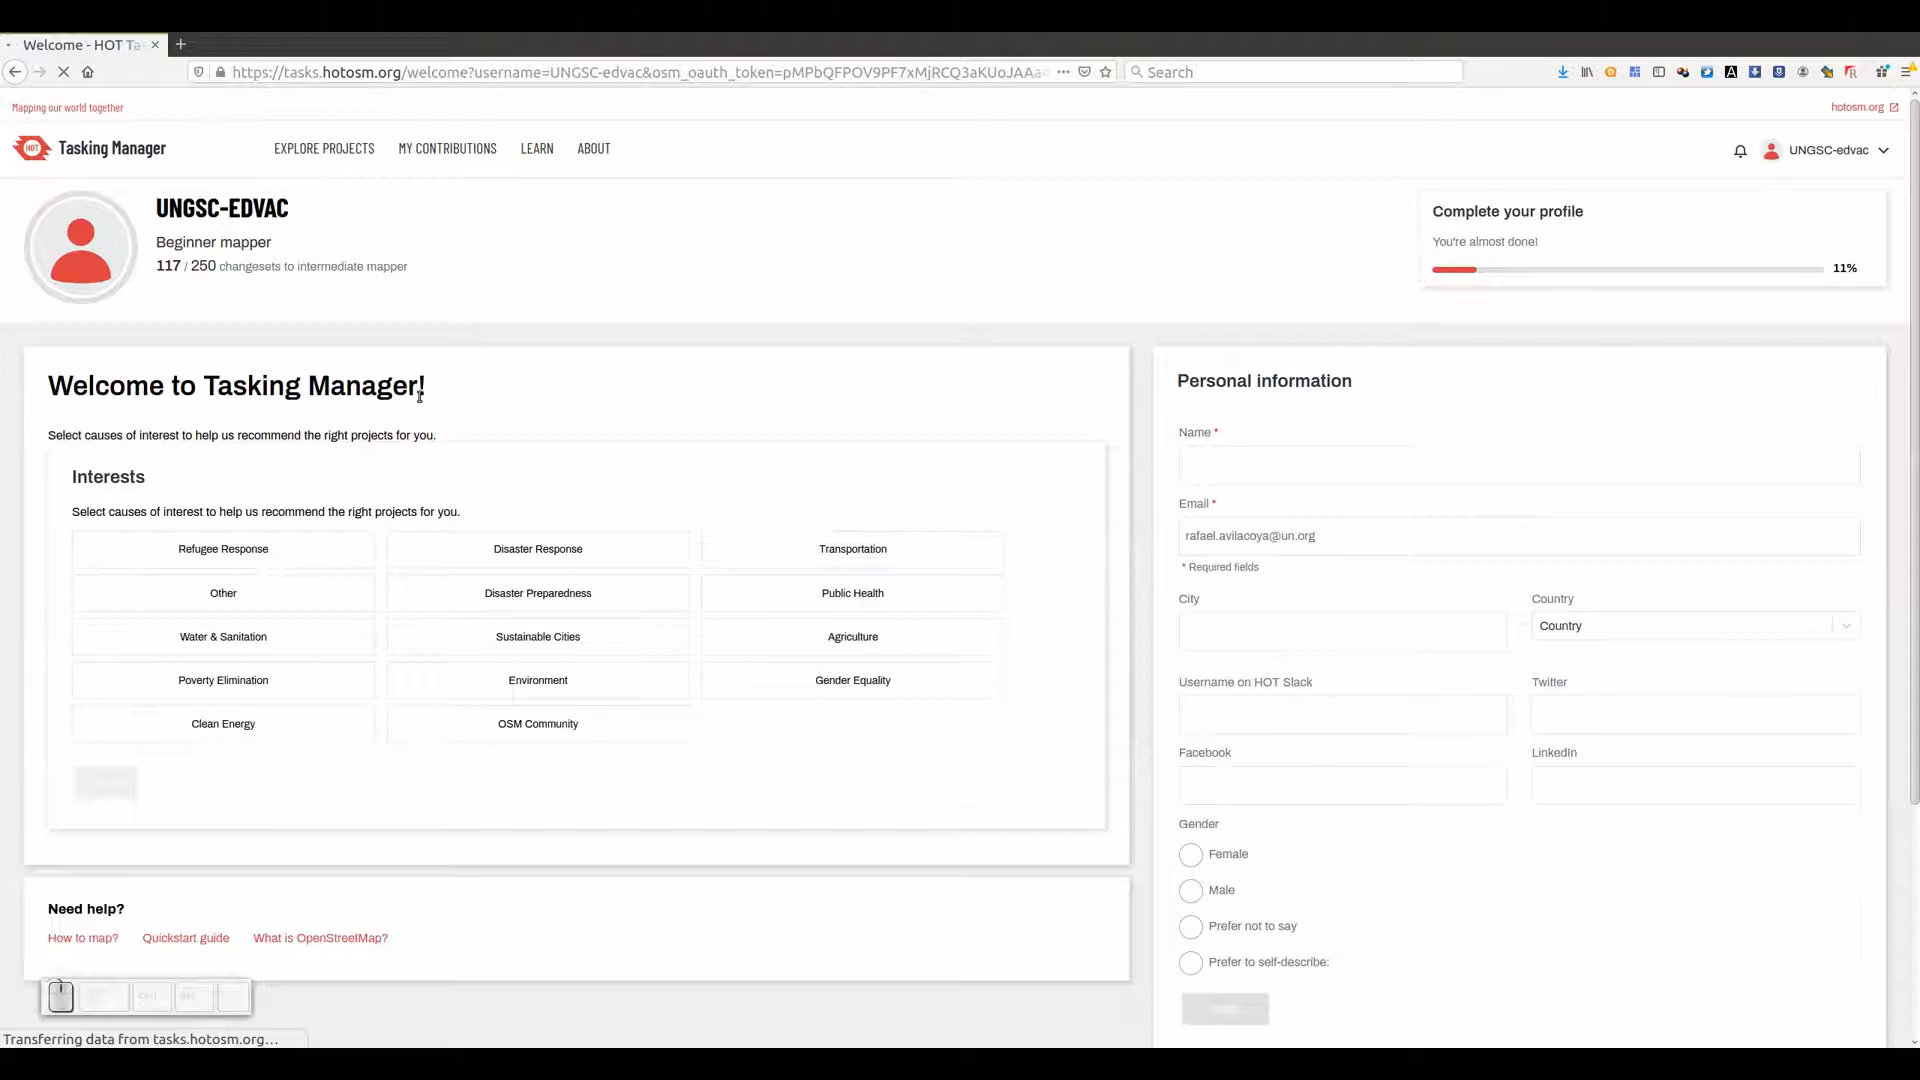 Welcome - HOT Ta
https://tasks.hotosm.org/welcome?username=UNGSC-edvac&osm_oauth_token=pMPbQFPOV9PF7xMjRCQ3aKUoJAAa
Search
Mapping our world together
hotosm.org
HOT
Tasking Manager
EXPLORE PROJECTS
MY CONTRIBUTIONS
LEARN
ABOUT
UNGSC-edvac
UNGSC-EDVAC
Beginner mapper
117 / 250 changesets to intermediate mapper
Complete your profile
You're almost done!
11%
Welcome to Tasking Manager!
Select causes of interest to help us recommend the right projects for you.
Interests
Select causes of interest to help us recommend the right projects for you.
Refugee Response
Disaster Response
Transportation
Other
Disaster Preparedness
Public Health
Water & Sanitation
Sustainable Cities
Agriculture
Poverty Elimination
Environment
Gender Equality
Clean Energy
OSM Community
Need help?
How to map?
Quickstart guide
What is OpenStreetMap?
Personal information
Name *
Email *
rafael.avilacoya@un.org
* Required fields
City
Country
Country
Username on HOT Slack
Twitter
Facebook
LinkedIn
Gender
Female
Male
Prefer not to say
Prefer to self-describe:
Transferring data from tasks.hotosm.org…